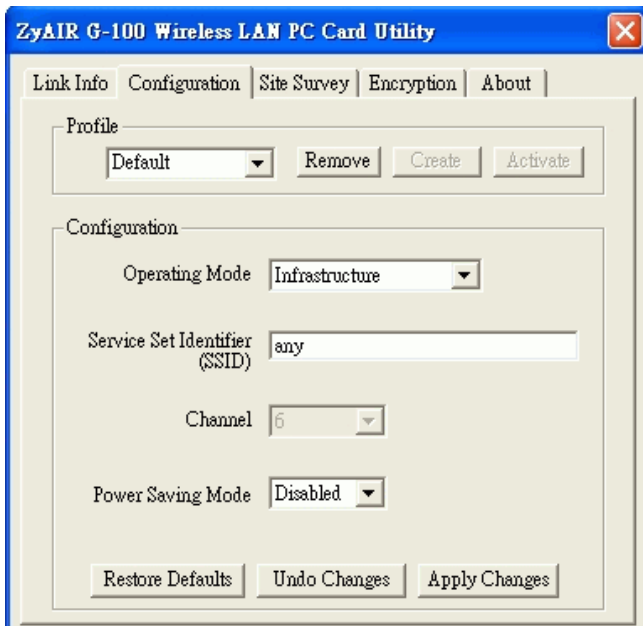 ZyAIR G-100 Wireless LAN PC Card Utility
Link Info Configuration Site Survey Encryption About
Profile
Default Remove Create Activate
Configuration
Operating Mode Infrastructure
Service Set Identifier
(SSID) any
Channel 6
Power Saving Mode Disabled
Restore Defaults Undo Changes Apply Changes